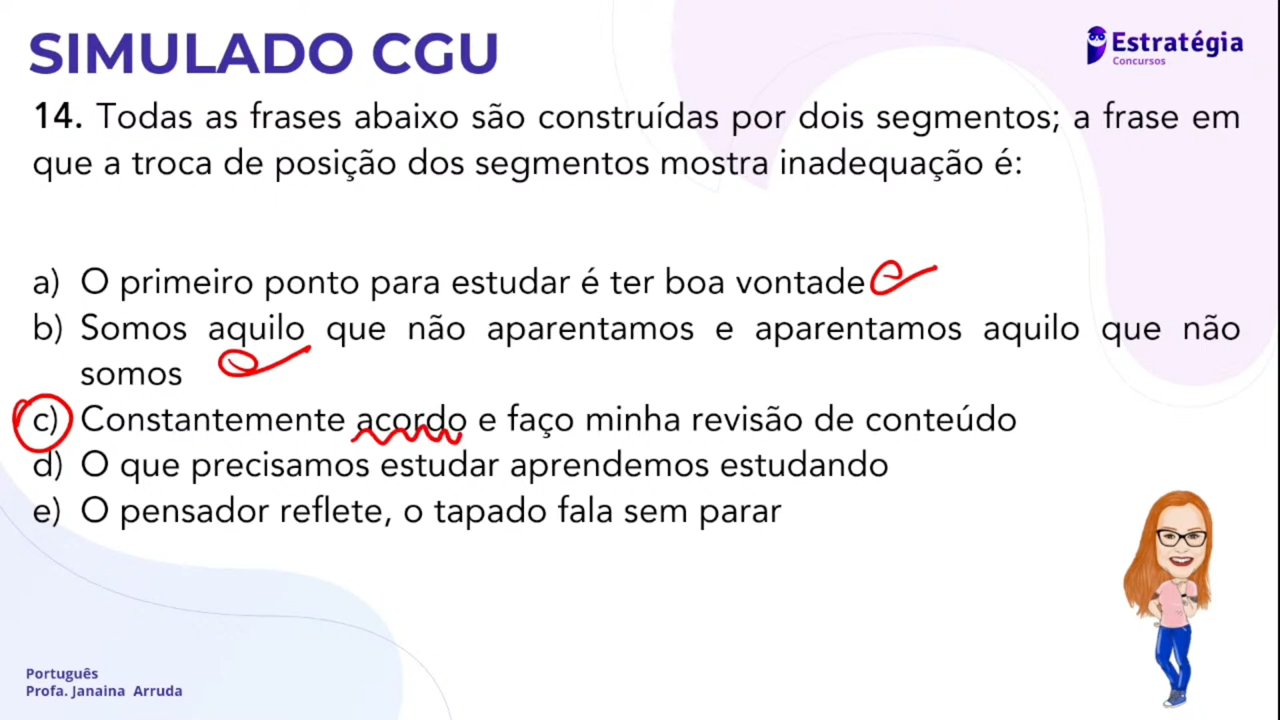 SIMULADO CGU
Estratégia
Concursos
14. Todas as frases abaixo são construídas por dois segmentos; a frase em
que a troca de posição dos segmentos mostra inadequação é:
a) O primeiro ponto para estudar é ter boa vontade
b) Somos aquilo que não aparentamos e aparentamos aquilo que não
somos
c) Constantemente acordo e faço minha revisão de conteúdo
d) O que precisamos estudar aprendemos estudando
e) O pensador reflete, o tapado fala sem parar
Português
Profa. Janaina Arruda